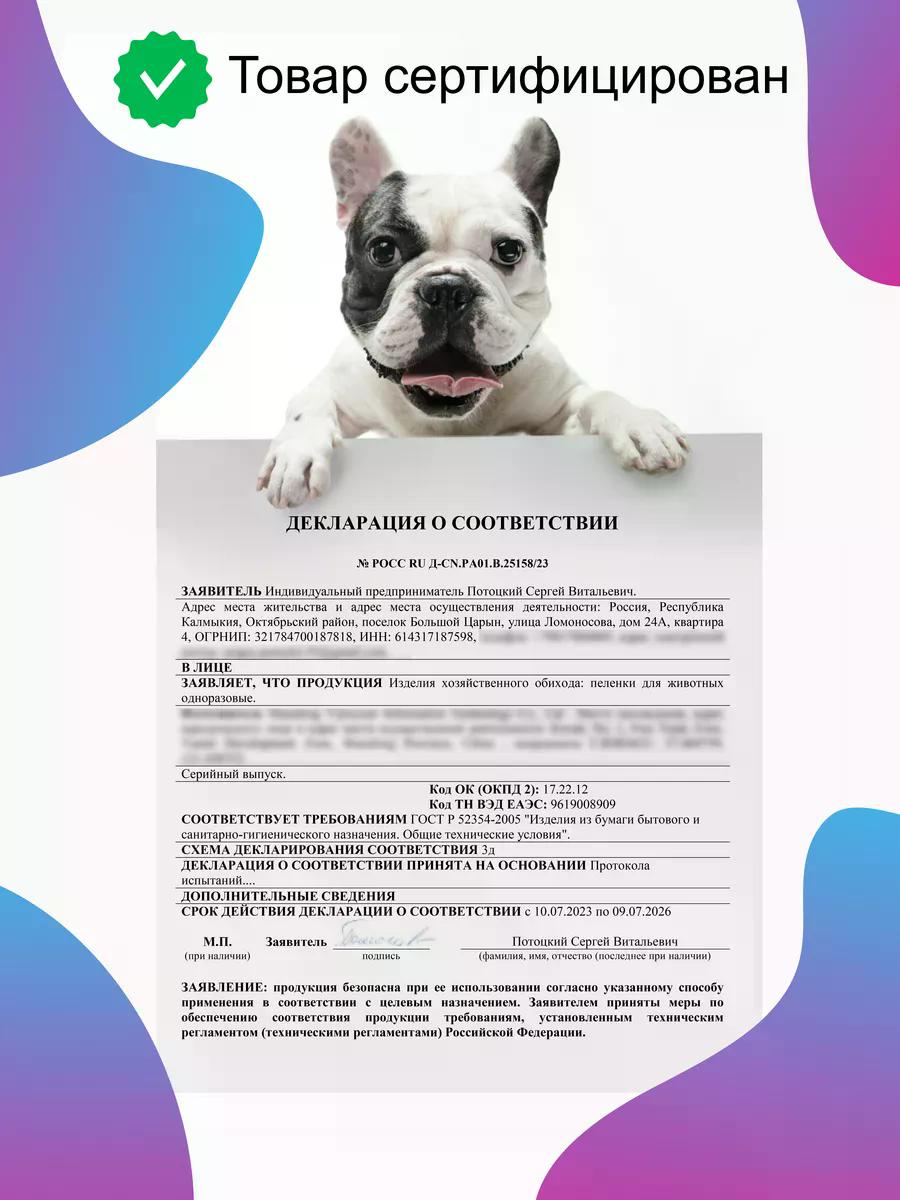 Товар сертифицирован
ДЕКЛАРАЦИЯ О СООТВЕТСТВИИ
№ РОСС RU Д-CN.РА01.В.25158/23
ЗАЯВИТЕЛЬ Индивидуальный предприниматель Потоцкий Сергей Витальевич.
Адрес места жительства и адрес места осуществления деятельности: Россия, Республика
Калмыкия, Октябрьский район, поселок Большой Царын, улица Ломоносова, дом 24А, квартира
4, ОГРНИП: 321784700187818, ИНН: 614317187598,
В ЛИЦЕ
ЗАЯВЛЯЕТ, ЧТО ПРОДУКЦИЯ Изделия хозяйственного обихода: пеленки для животных
одноразовые.
Серийный выпуск.
Код ОК (ОКПД 2): 17.22.12
Код ТН ВЭД ЕАЭС: 9619008909
СООТВЕТСТВУЕТ ТРЕБОВАНИЯМ ГОСТ Р 52354-2005 "Изделия из бумаги бытового и
санитарно-гигиенического назначения. Общие технические условия".
СХЕМА ДЕКЛАРИРОВАНИЯ СООТВЕТСТВИЯ 3д
ДЕКЛАРАЦИЯ О СООТВЕТСТВИИ ПРИНЯТА НА ОСНОВАНИИ Протокола
испытаний....
ДОПОЛНИТЕЛЬНЫЕ СВЕДЕНИЯ
СРОК ДЕЙСТВИЯ ДЕКЛАРАЦИИ О СООТВЕТСТВИИ с 10.07.2023 по 09.07.2026
М.П. Заявитель Потоцкий Сергей Витальевич
(при наличии) подпись (фамилия, имя, отчество (последнее при наличии)
ЗАЯВЛЕНИЕ: продукция безопасна при ее использовании согласно указанному способу
применения в соответствии с целевым назначением. Заявителем приняты меры по
обеспечению соответствия продукции требованиям, установленным техническим
регламентом (техническими регламентами) Российской Федерации.